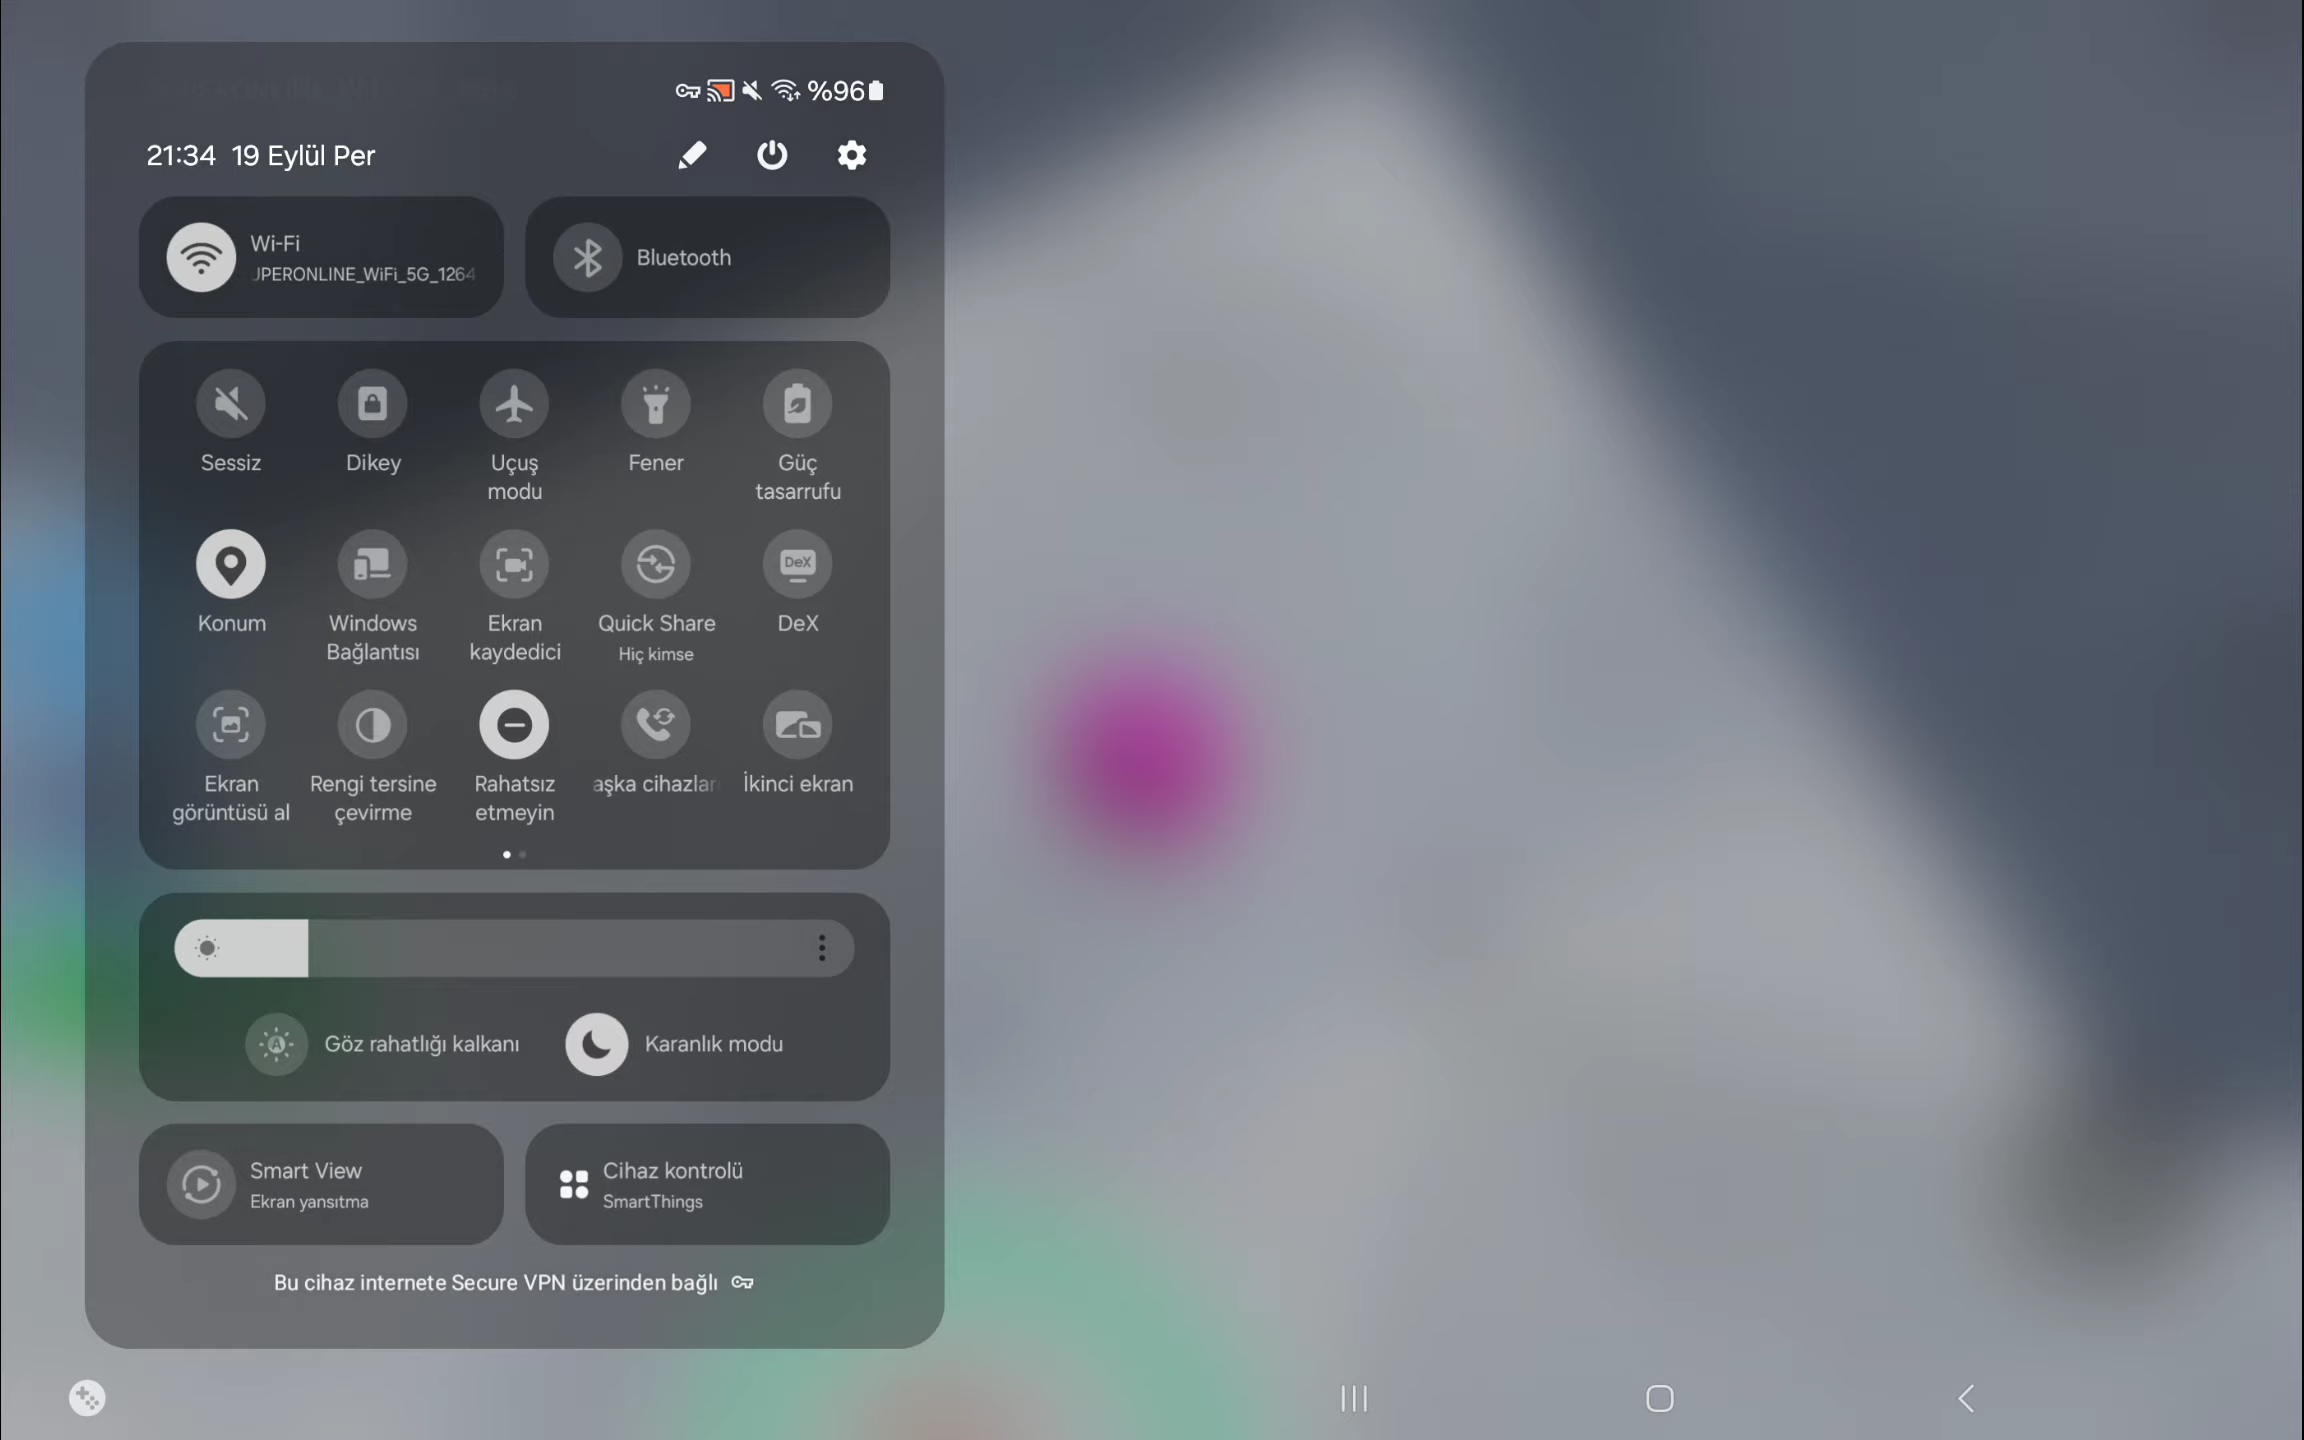 %96
21:34 19 Eylül Per
Wi-Fi
PERONLINE_WiFi_5G_1264
Bluetooth
Sessiz
Dikey
Uçuş
modu
Fener
Güç
tasarrufu
Konum
Windows
Bağlantısı
Ekran
kaydedici
Quick Share
Hiç kimse
DeX
DeX
Ekran
görüntüsü al
Rengi tersine
çevirme
Rahatsız
etmeyin
aşka cihazlar
İkinci ekran
A
Göz rahatlığı kalkanı
Karanlık modu
Smart View
Ekran yansıtma
Cihaz kontrolü
SmartThings
Bu cihaz internete Secure VPN üzerinden bağlı